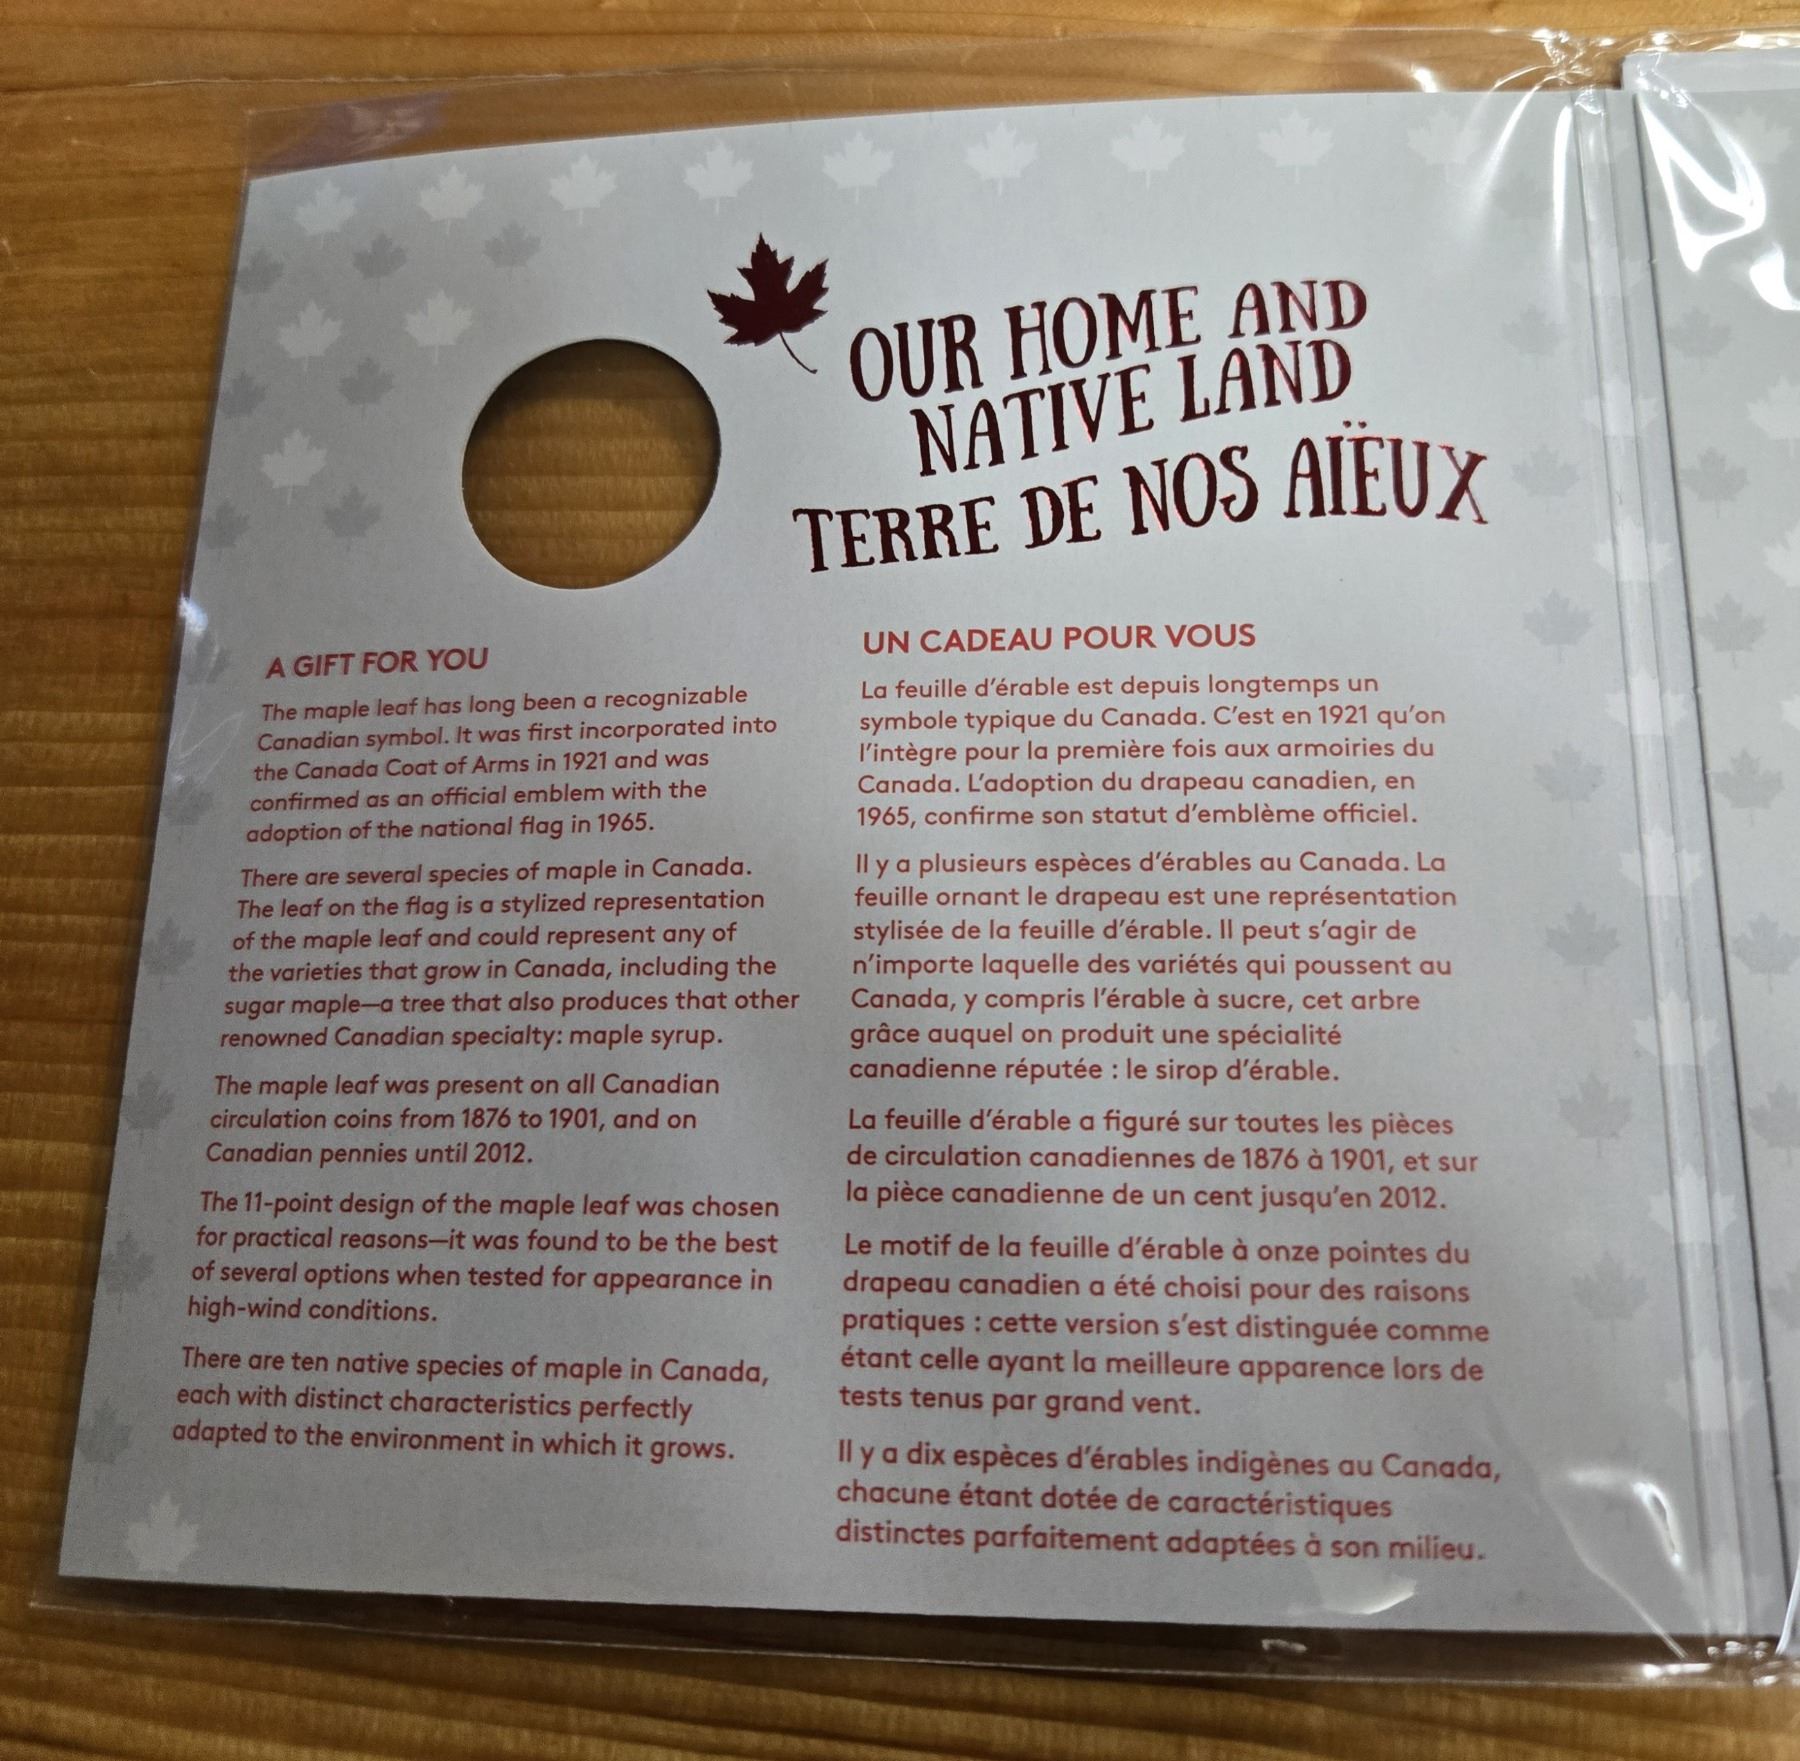 OUR HOME AND
NATIVE LAND
TERRE DE NOS AÏEUX
A GIFT FOR YOU
The maple leaf has long been a recognizable
Canadian symbol. It was first incorporated into
the Canada Coat of Arms in 1921 and was
confirmed as an official emblem with the
adoption of the national flag in 1965.
There are several species of maple in Canada.
The leaf on the flag is a stylized representation
of the maple leaf and could represent any of
the varieties that grow in Canada, including the
sugar maple—a tree that also produces that other
renowned Canadian specialty: maple syrup.
The maple leaf was present on all Canadian
circulation coins from 1876 to 1901, and on
Canadian pennies until 2012.
The 11-point design of the maple leaf was chosen
for practical reasons—it was found to be the best
of several options when tested for appearance in
high-wind conditions.
There are ten native species of maple in Canada,
each with distinct characteristics perfectly
adapted to the environment in which it grows.
UN CADEAU POUR VOUS
La feuille d’érable est depuis longtemps un
symbole typique du Canada. C’est en 1921 qu’on
l’intègre pour la première fois aux armoiries du
Canada. L’adoption du drapeau canadien, en
1965, confirme son statut d’emblème officiel.
Il y a plusieurs espèces d’érables au Canada. La
feuille ornant le drapeau est une représentation
stylisée de la feuille d’érable. Il peut s’agir de
n’importe laquelle des variétés qui poussent au
Canada, y compris l’érable à sucre, cet arbre
grâce auquel on produit une spécialité
canadienne réputée : le sirop d’érable.
La feuille d’érable a figuré sur toutes les pièces
de circulation canadiennes de 1876 à 1901, et sur
la pièce canadienne de un cent jusqu’en 2012.
Le motif de la feuille d’érable à onze pointes du
drapeau canadien a été choisi pour des raisons
pratiques : cette version s’est distinguée comme
étant celle ayant la meilleure apparence lors de
tests tenus par grand vent.
Il y a dix espèces d’érables indigènes au Canada,
chacune étant dotée de caractéristiques
distinctes parfaitement adaptées à son milieu.